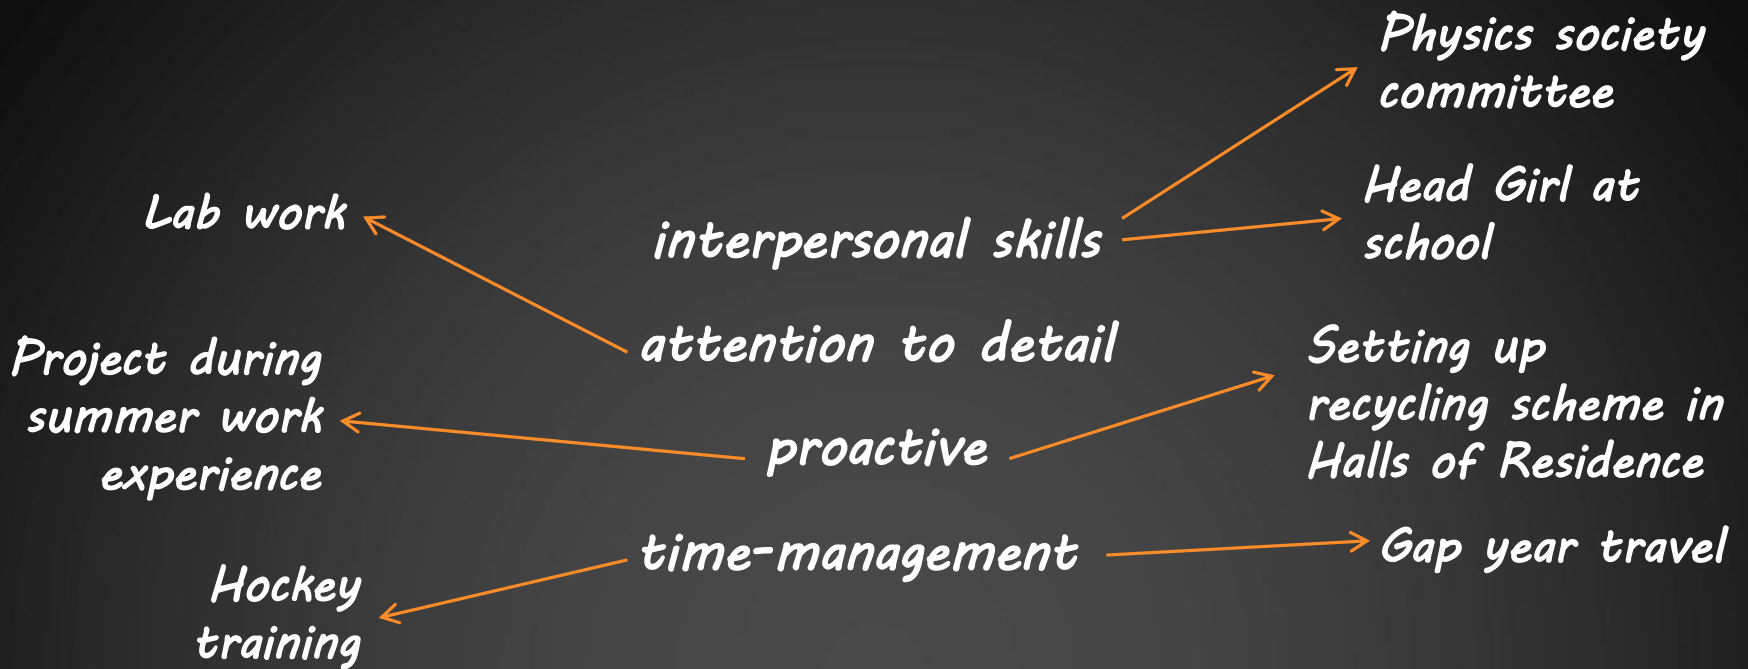 Physics society
committee
Head Girl at
school
Lab work
interpersonal skills
attention to detail
Setting up
recycling scheme in
Halls of Residence
Project during
summer work
experience
proactive
time-management
Gap year travel
Hockey
training